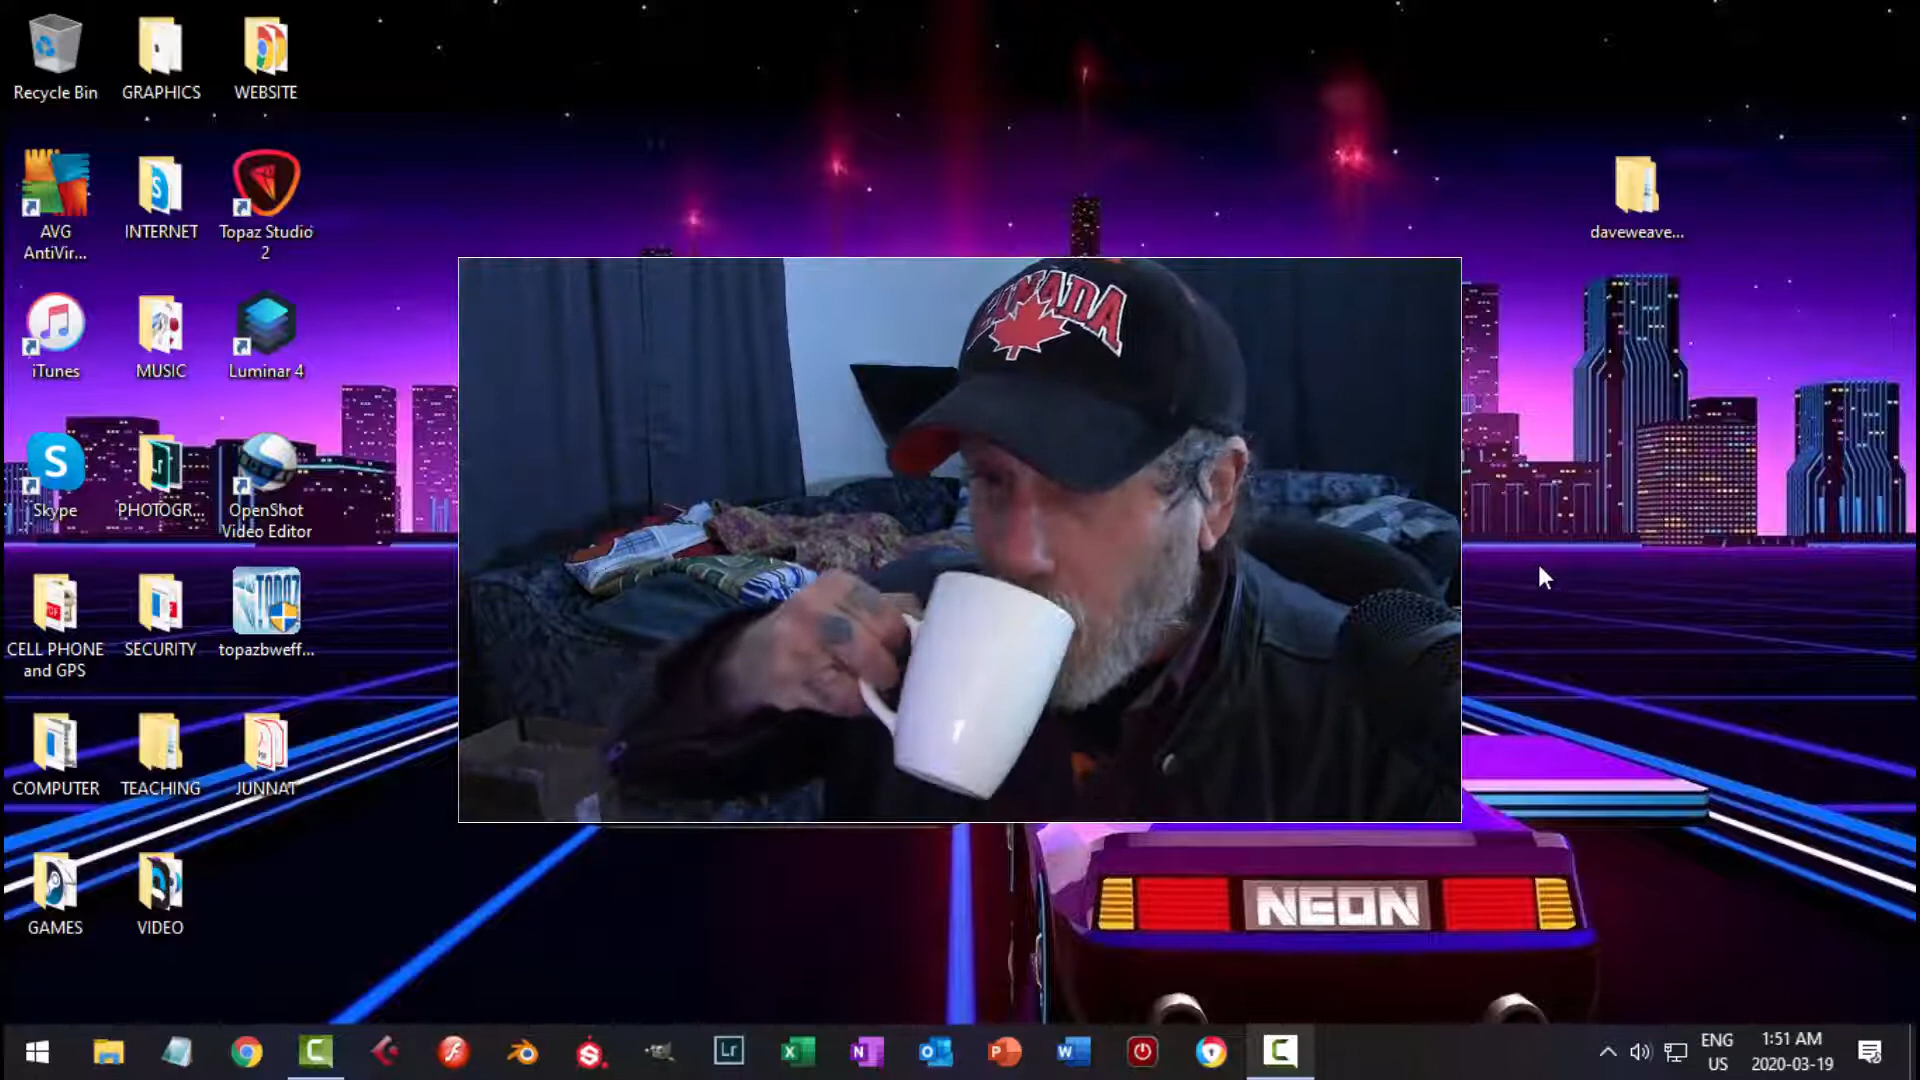 Recycle Bin
GRAPHICS
WEBSITE
AVG
AntiVir...
INTERNET
Topaz Studio
2
daveweave...
iTunes
MUSIC
Luminar 4
CANADA
Skype
PHOTOGR...
OpenShot
Video Editor
CELL PHONE
and GPS
SECURITY
TOPAZ
topazbweff...
COMPUTER
TEACHING
JUNNAT
GAMES
VIDEO
NEON
ENG
US
1:51 AM
2020-03-19